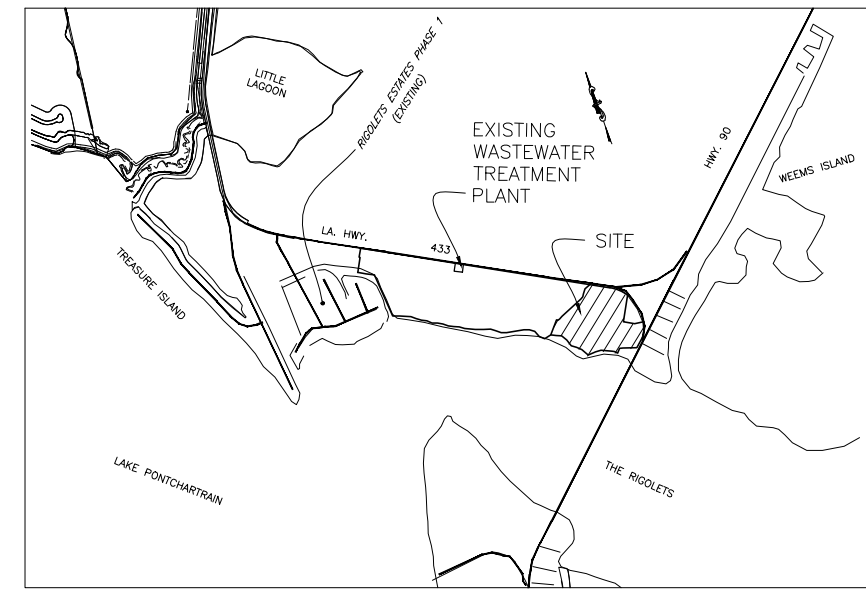 LITTLE
LAGOON
RIGOLETS ESTATES PHASE 1
(EXISTING)
EXISTING
WASTEWATER
TREATMENT
PLANT
HWY. 90
WEEMS ISLAND
LA. HWY.
433
SITE
TREASURE ISLAND
LAKE PONTCHARTRAIN
THE RIGOLETS